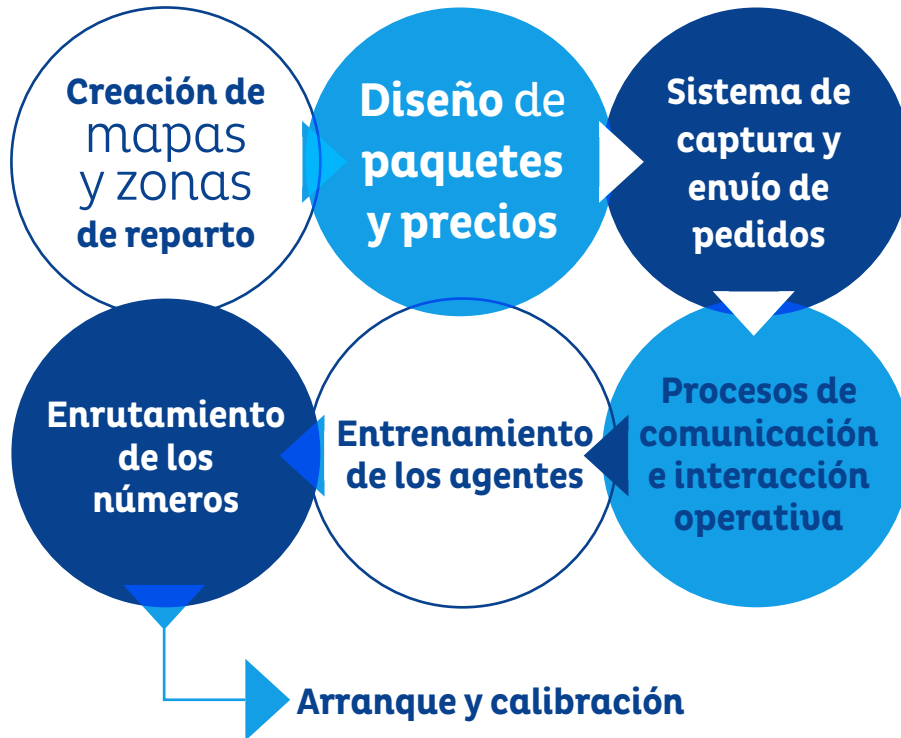 Creación de
mapas
y zonas
de reparto
Diseño de
paquetes
y precios
Sistema de
captura y
envío de
pedidos
Procesos de
comunicación
e interacción
operativa
Entrenamiento
de los agentes
Enrutamiento
de los
números
Arranque y calibración